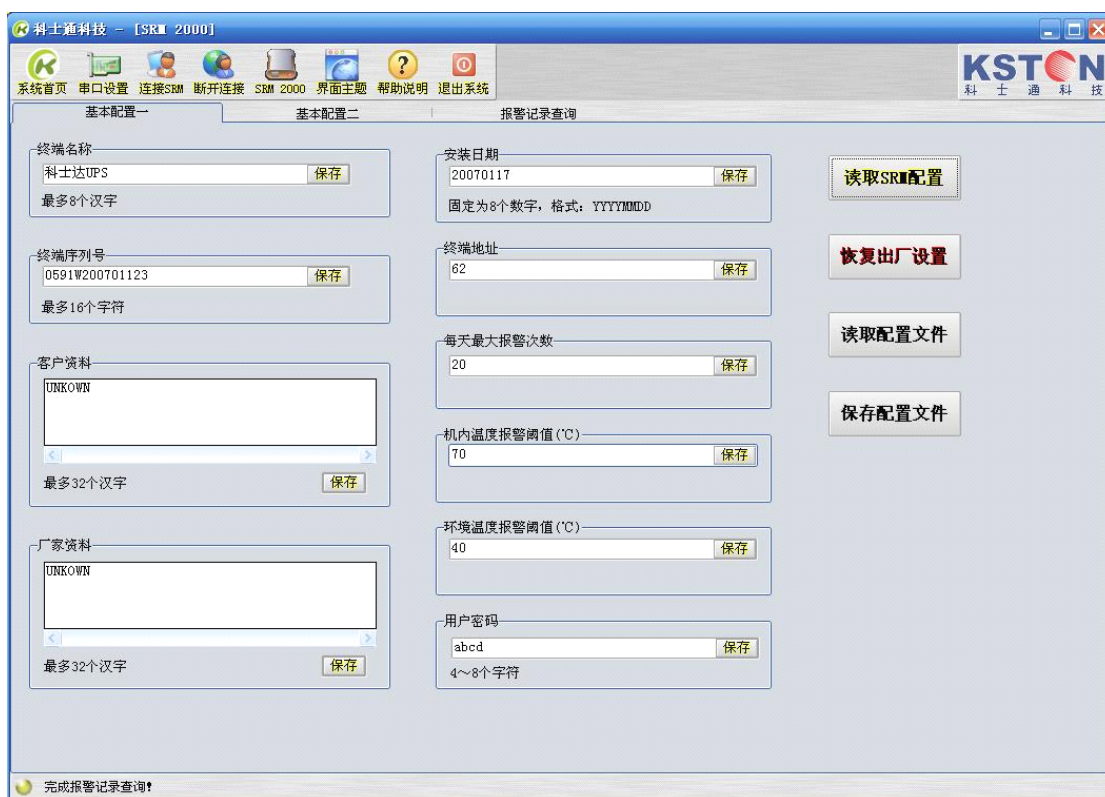 科士通科技 - [SRM 2000]
系统首页 串口设置 连接SRM 断开连接 SRM 2000 界面主题 帮助说明 退出系统
KSTON
科士通科技
基本配置一 基本配置二 报警记录查询
终端名称
科士达UPS 保存
最多8个汉字
终端序列号
0591W200701123 保存
最多16个字符
客户资料
UNKOWN
最多32个汉字 保存
厂家资料
UNKOWN
最多32个汉字 保存
安装日期
20070117 保存
固定为8个数字，格式：YYYYMMDD
终端地址
62 保存
每天最大报警次数
20 保存
机内温度报警阈值(℃)
70 保存
环境温度报警阈值(℃)
40 保存
用户密码
abcd 保存
4～8个字符
读取SRM配置
恢复出厂设置
读取配置文件
保存配置文件
完成报警记录查询!